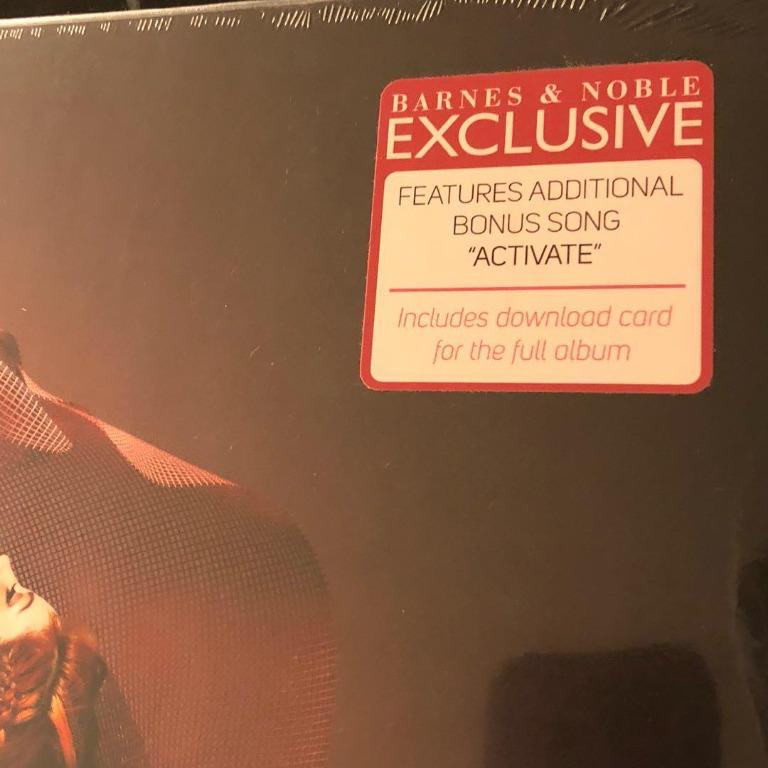 BARNES & NOBLE
EXCLUSIVE
FEATURES ADDITIONAL
BONUS SONG
“ACTIVATE”
Includes download card
for the full album